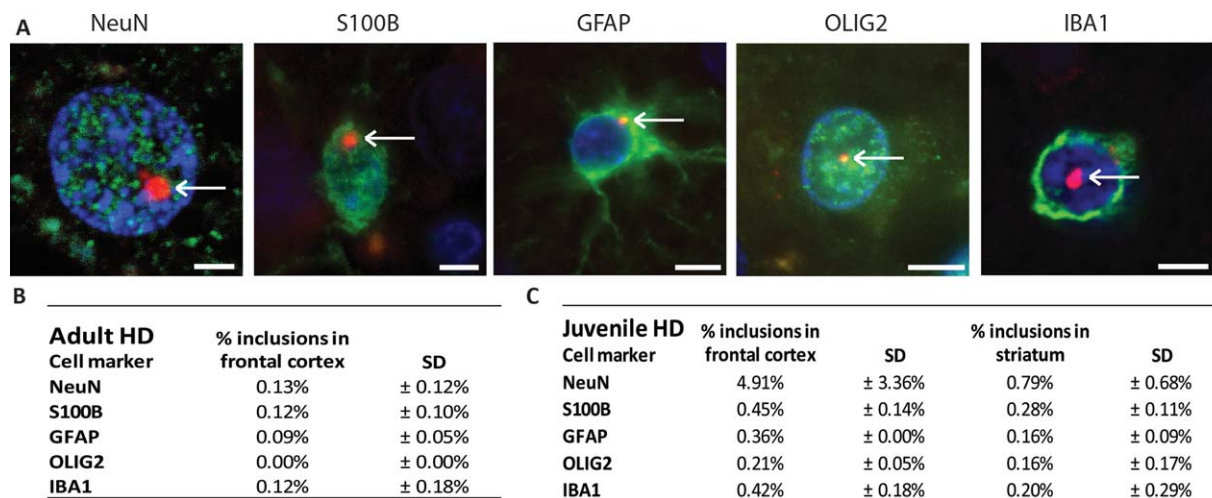 A NeuN S100B GFAP OLIG2 IBA1
B
Adult HD % inclusions in
Cell marker frontal cortex SD
NeuN 0.13% ± 0.12%
S100B 0.12% ± 0.10%
GFAP 0.09% ± 0.05%
OLIG2 0.00% ± 0.00%
IBA1 0.12% ± 0.18%
C
Juvenile HD % inclusions in % inclusions in
Cell marker frontal cortex SD striatum SD
NeuN 4.91% ± 3.36% 0.79% ± 0.68%
S100B 0.45% ± 0.14% 0.28% ± 0.11%
GFAP 0.36% ± 0.00% 0.16% ± 0.09%
OLIG2 0.21% ± 0.05% 0.16% ± 0.17%
IBA1 0.42% ± 0.18% 0.20% ± 0.29%